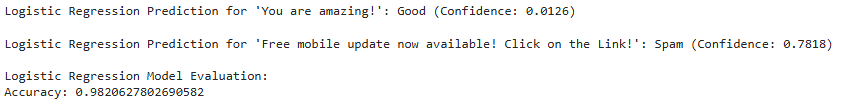 Logistic Regression Prediction for 'You are amazing!': Good (Confidence: 0.0126)
Logistic Regression Prediction for 'Free mobile update now available! Click on the Link!': Spam (Confidence: 0.7818)
Logistic Regression Model Evaluation:
Accuracy: 0.9820627802690582